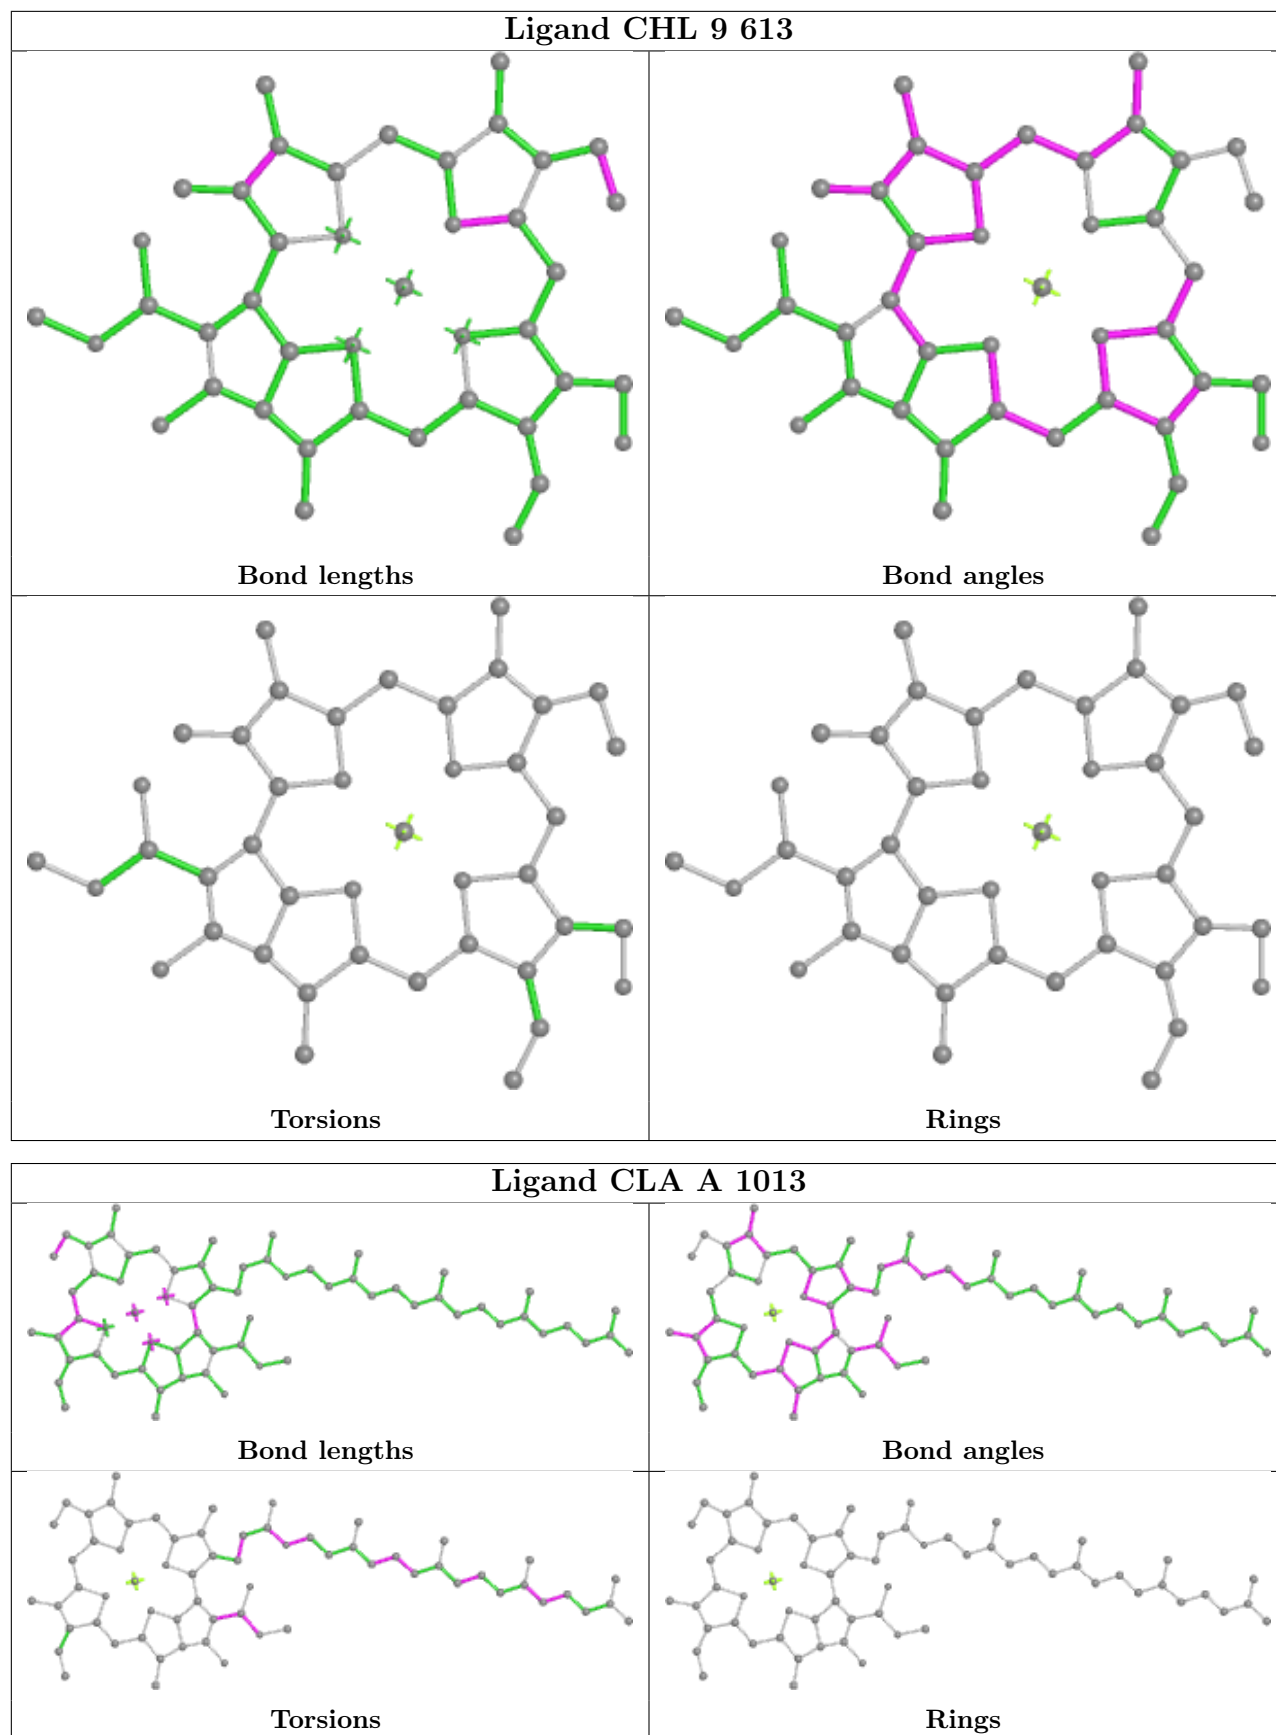 Ligand CHL 9 613
Bond lengths
Bond angles
Torsions
Rings
Ligand CLA A 1013
Bond lengths
Bond angles
Torsions
Rings